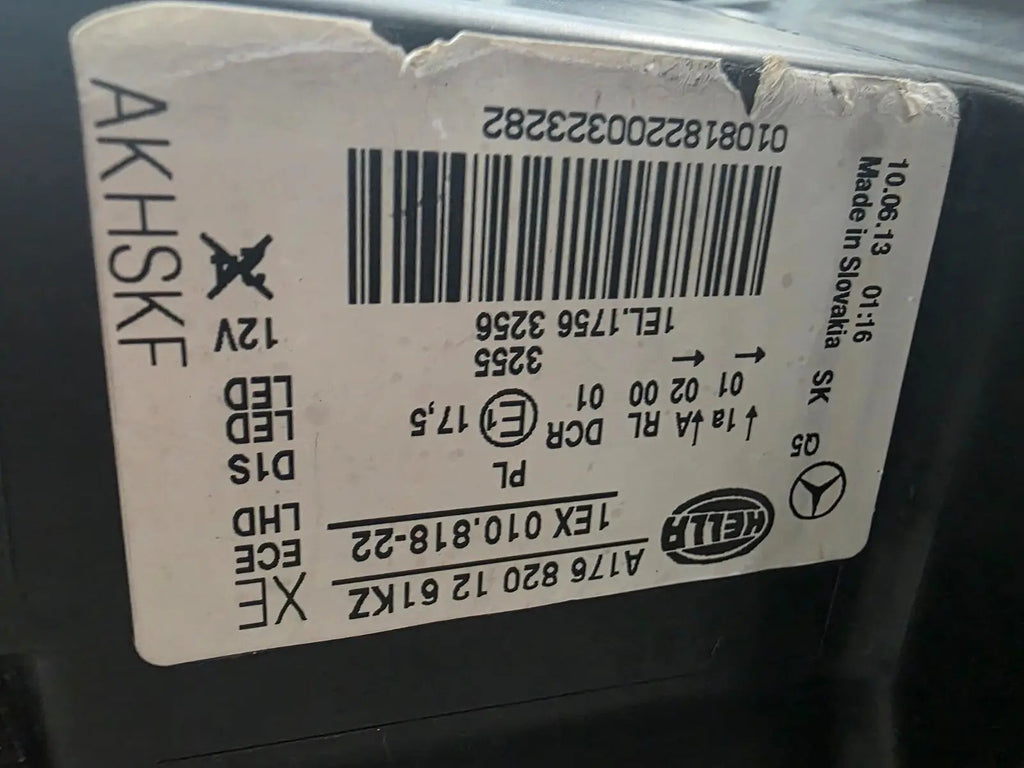 A176 820 12 61KZ
XE
HELLA
1EX 010.818-22
ECE
LHD
PL
D1S
1a A RL DCR E1 17,5
LED
01 02 00 01
LED
3255
1EL.1756 3256
12V
0108182200323282
Q5
SK
Made in Slovakia
10.06.13 01:16
AKHSKF